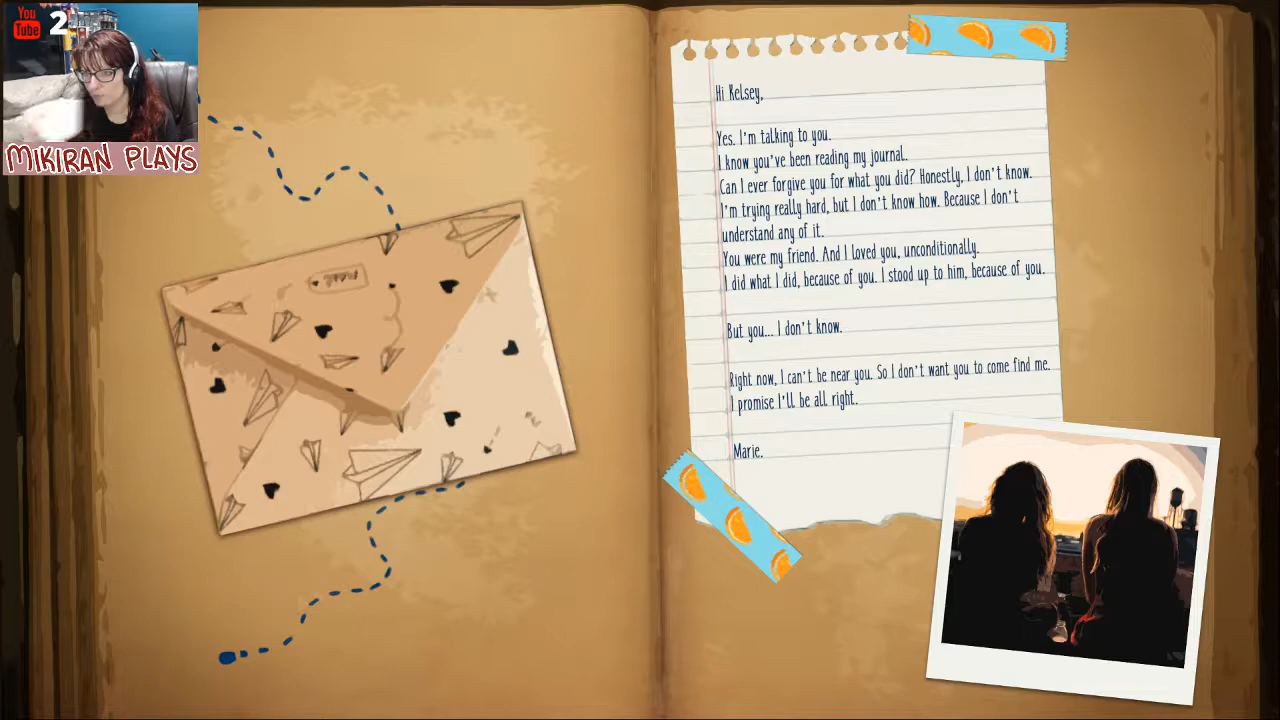 You
Tube
2
MIKIRAN PLAYS
Hi Kelsey,
Yes. I'm talking to you.
I know you've been reading my journal.
Can I ever forgive you for what you did? Honestly, I don't know.
I'm trying really hard, but I don't know how. Because I don't
understand any of it.
You were my friend. And I loved you, unconditionally.
I did what I did, because of you. I stood up to him, because of you.
But you... I don't know.
Right now, I can't be near you. So I don't want you to come find me.
I promise I'll be all right.
Marie.